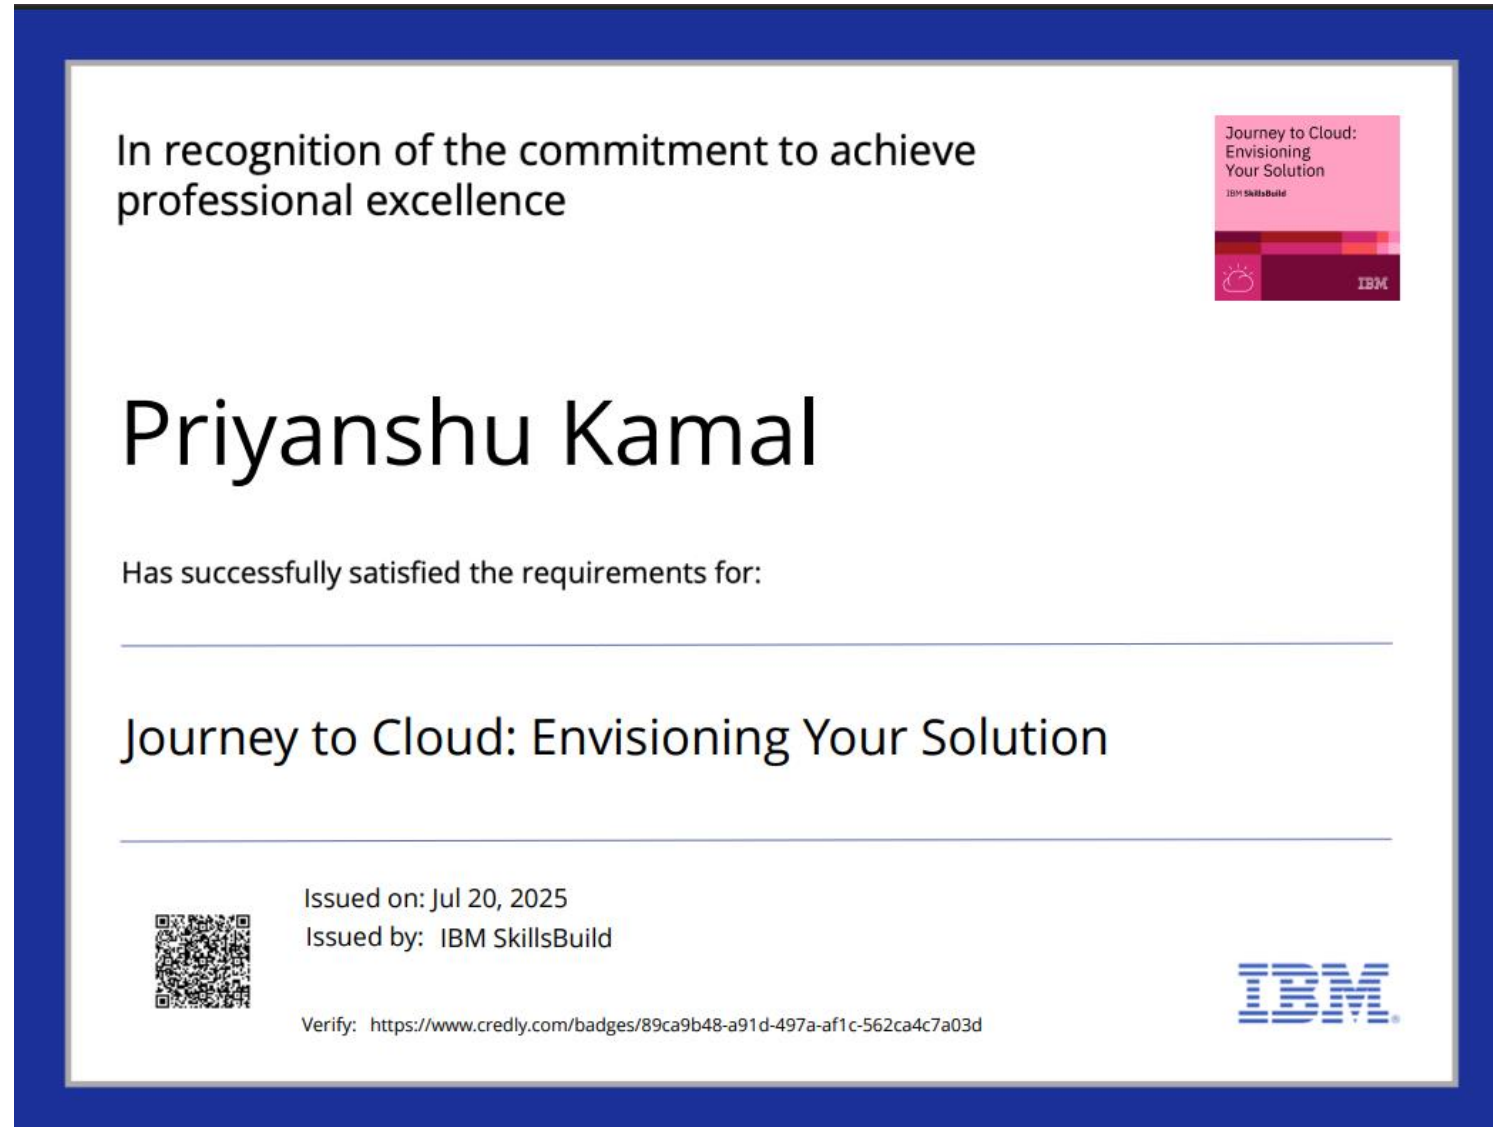 In recognition of the commitment to achieve
professional excellence
Journey to Cloud:
Envisioning
Your Solution
IBM SkillsBuild
IBM
Priyanshu Kamal
Has successfully satisfied the requirements for:
Journey to Cloud: Envisioning Your Solution
Issued on: Jul 20, 2025
Issued by: IBM SkillsBuild
Verify: https://www.credly.com/badges/89ca9b48-a91d-497a-af1c-562ca4c7a03d
IBM®